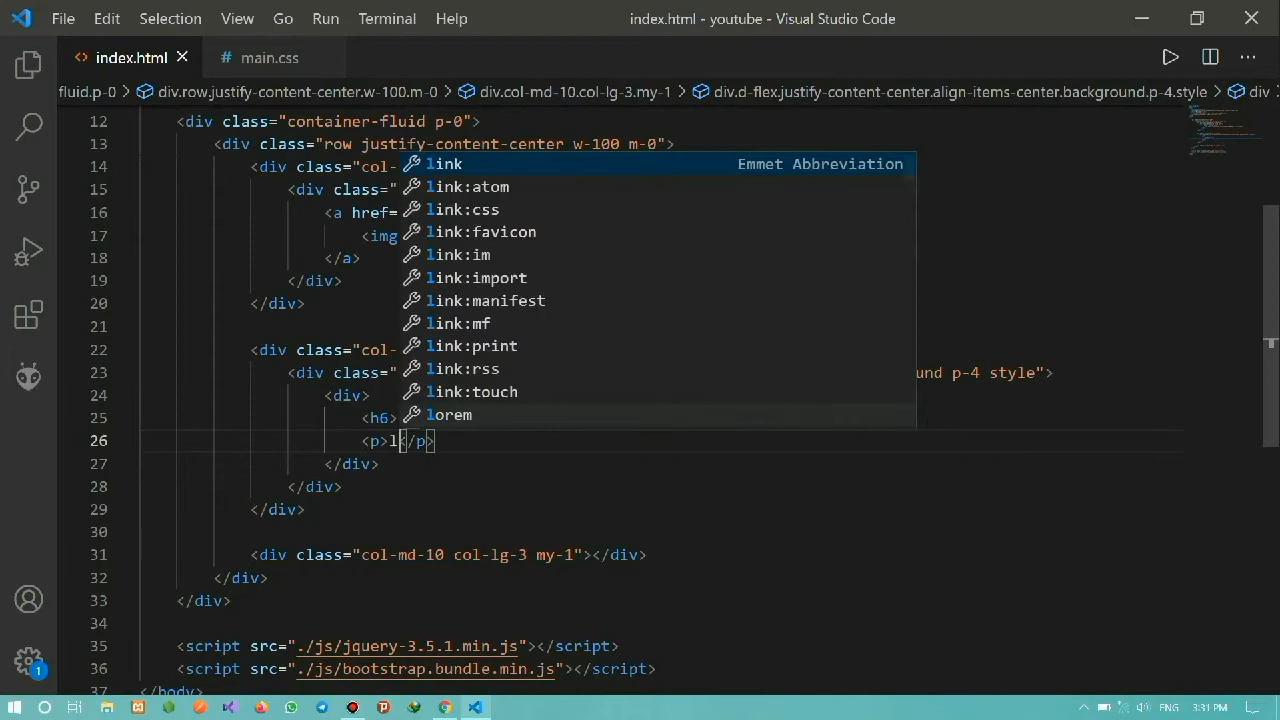 File Edit Selection View Go Run Terminal Help index.html - youtube - Visual Studio Code
<> index.html # main.css
fluid.p-0 > div.row.justify-content-center.w-100.m-0 > div.col-md-10.col-lg-3.my-1 > div.d-flex.justify-content-center.align-items-center.background.p-4.style > div
12 <div class="container-fluid p-0">
13 <div class="row justify-content-center w-100 m-0">
14 <div class="col-
15 <div class="
16 <a href=
17 <img
18 </a>
19 </div>
20 </div>
21
22 <div class="col-
23 <div class=" und p-4 style">
24 <div>
25 <h6>
26 <p>l</p>
27 </div>
28 </div>
29 </div>
30
31 <div class="col-md-10 col-lg-3 my-1"></div>
32 </div>
33 </div>
34
35 <script src="./js/jquery-3.5.1.min.js"></script>
36 <script src="./js/bootstrap.bundle.min.js"></script>
37 </body>
link Emmet Abbreviation
link:atom
link:css
link:favicon
link:im
link:import
link:manifest
link:mf
link:print
link:rss
link:touch
lorem
1
ENG 3:31 PM